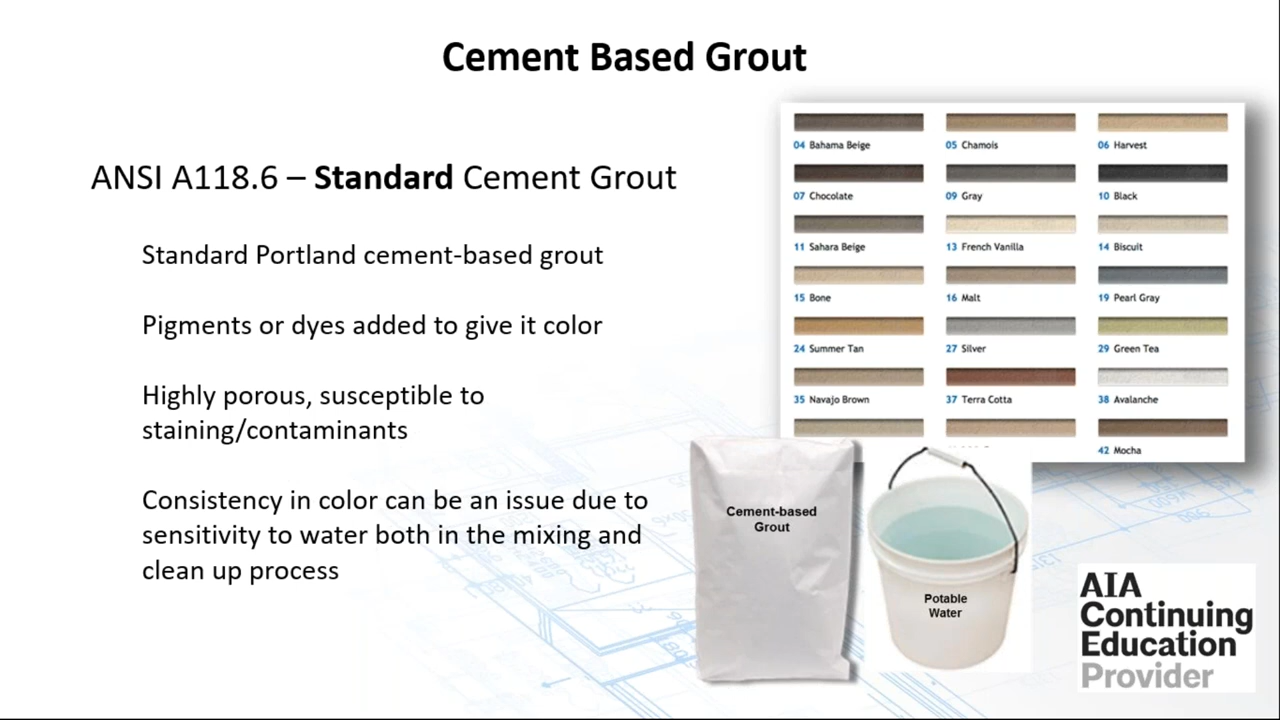 Cement Based Grout
ANSI A118.6 – Standard Cement Grout
Standard Portland cement-based grout
Pigments or dyes added to give it color
Highly porous, susceptible to
staining/contaminants
Consistency in color can be an issue due to
sensitivity to water both in the mixing and
clean up process
04 Bahama Beige
05 Chamois
06 Harvest
07 Chocolate
09 Gray
10 Black
11 Sahara Beige
13 French Vanilla
14 Biscuit
15 Bone
16 Malt
19 Pearl Gray
24 Summer Tan
27 Silver
29 Green Tea
35 Navajo Brown
37 Terra Cotta
38 Avalanche
42 Mocha
Cement-based
Grout
Potable
Water
AIA
Continuing
Education
Provider